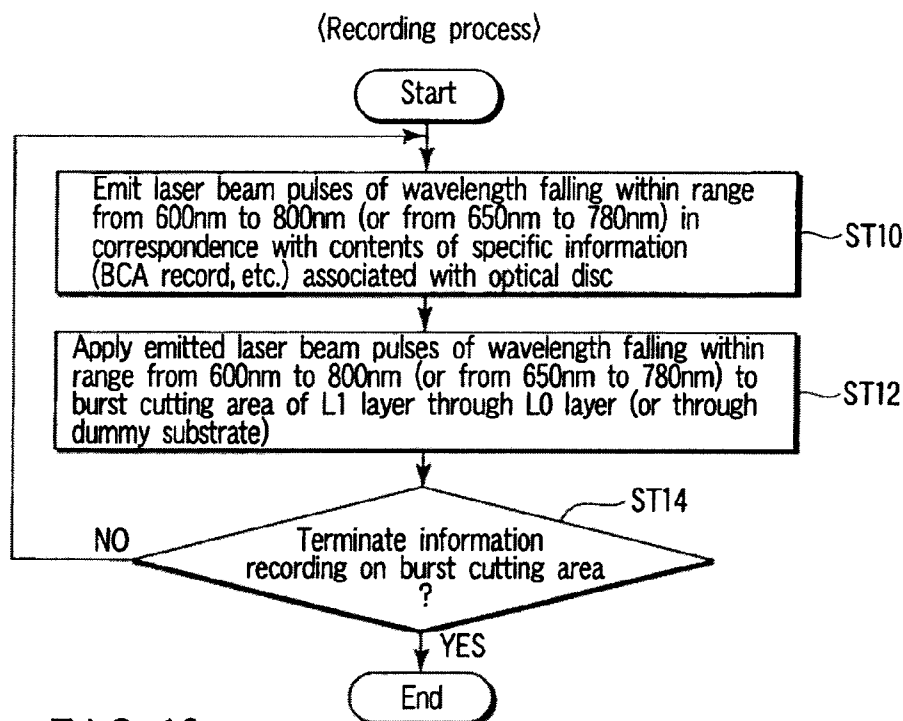 ⟨Recording process⟩
Start
Emit laser beam pulses of wavelength falling within range
from 600nm to 800nm (or from 650nm to 780nm) in
correspondence with contents of specific information
(BCA record, etc.) associated with optical disc
ST10
Apply emitted laser beam pulses of wavelength falling within
range from 600nm to 800nm (or from 650nm to 780nm) to
burst cutting area of L1 layer through L0 layer (or through
dummy substrate)
ST12
ST14
NO
Terminate information
recording on burst cutting area
?
YES
End